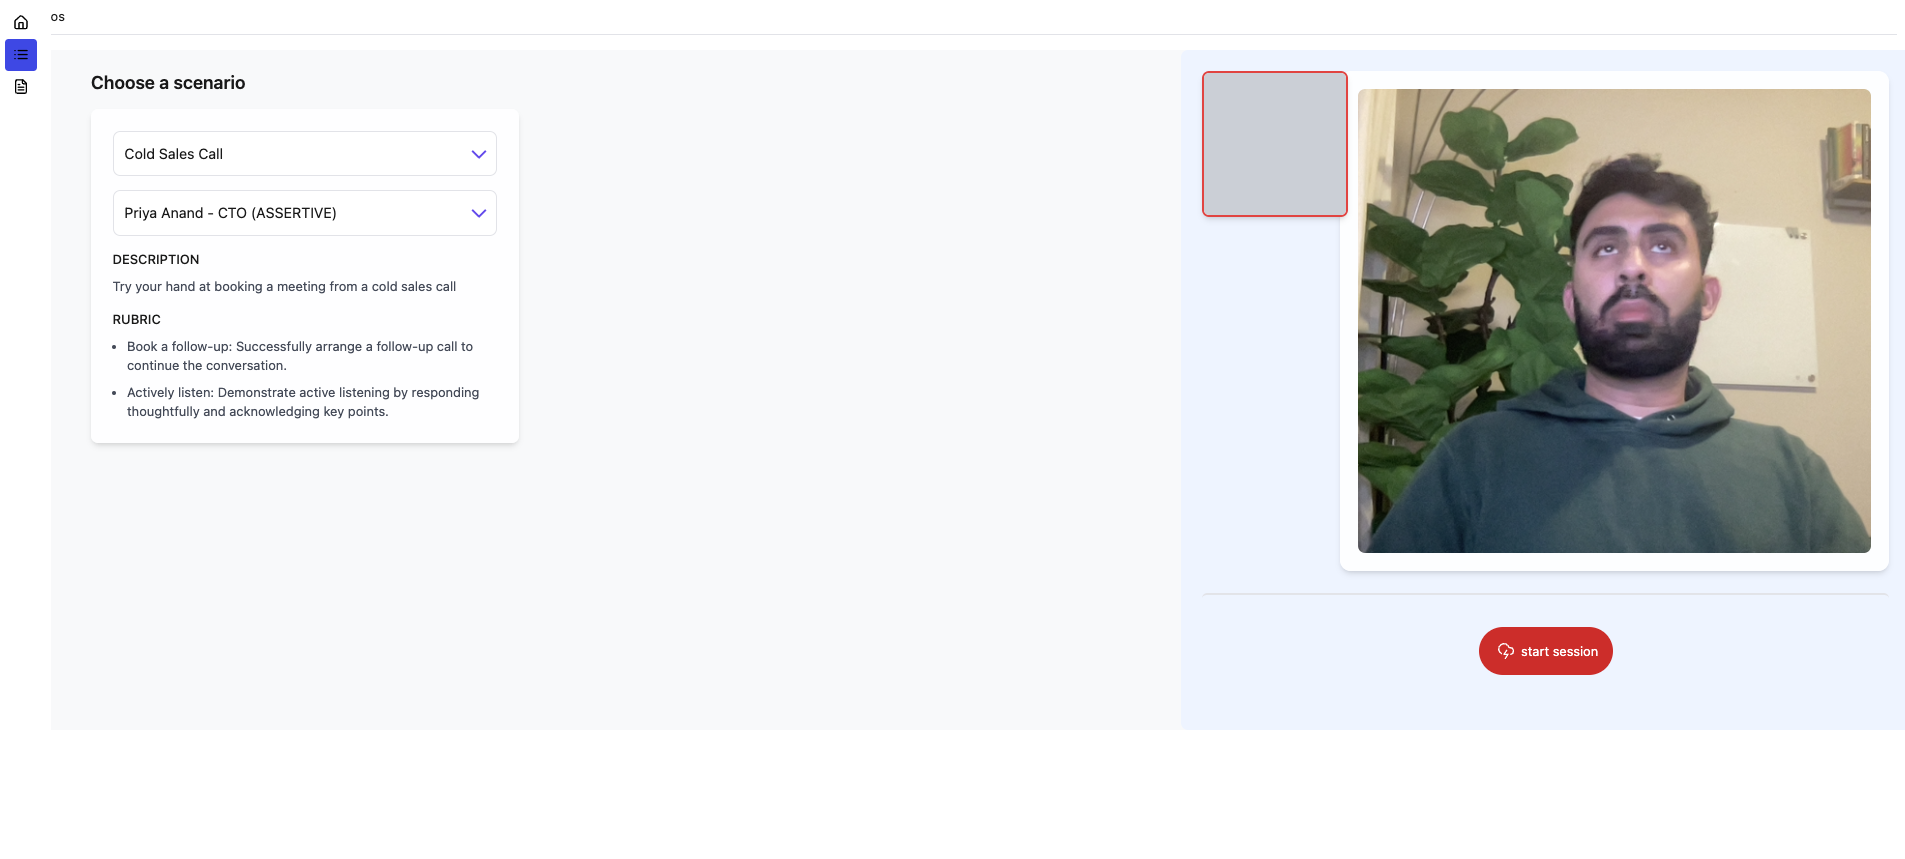 os
Choose a scenario
Cold Sales Call
Priya Anand - CTO (ASSERTIVE)
DESCRIPTION
Try your hand at booking a meeting from a cold sales call
RUBRIC
Book a follow-up: Successfully arrange a follow-up call to
continue the conversation.
Actively listen: Demonstrate active listening by responding
thoughtfully and acknowledging key points.
start session